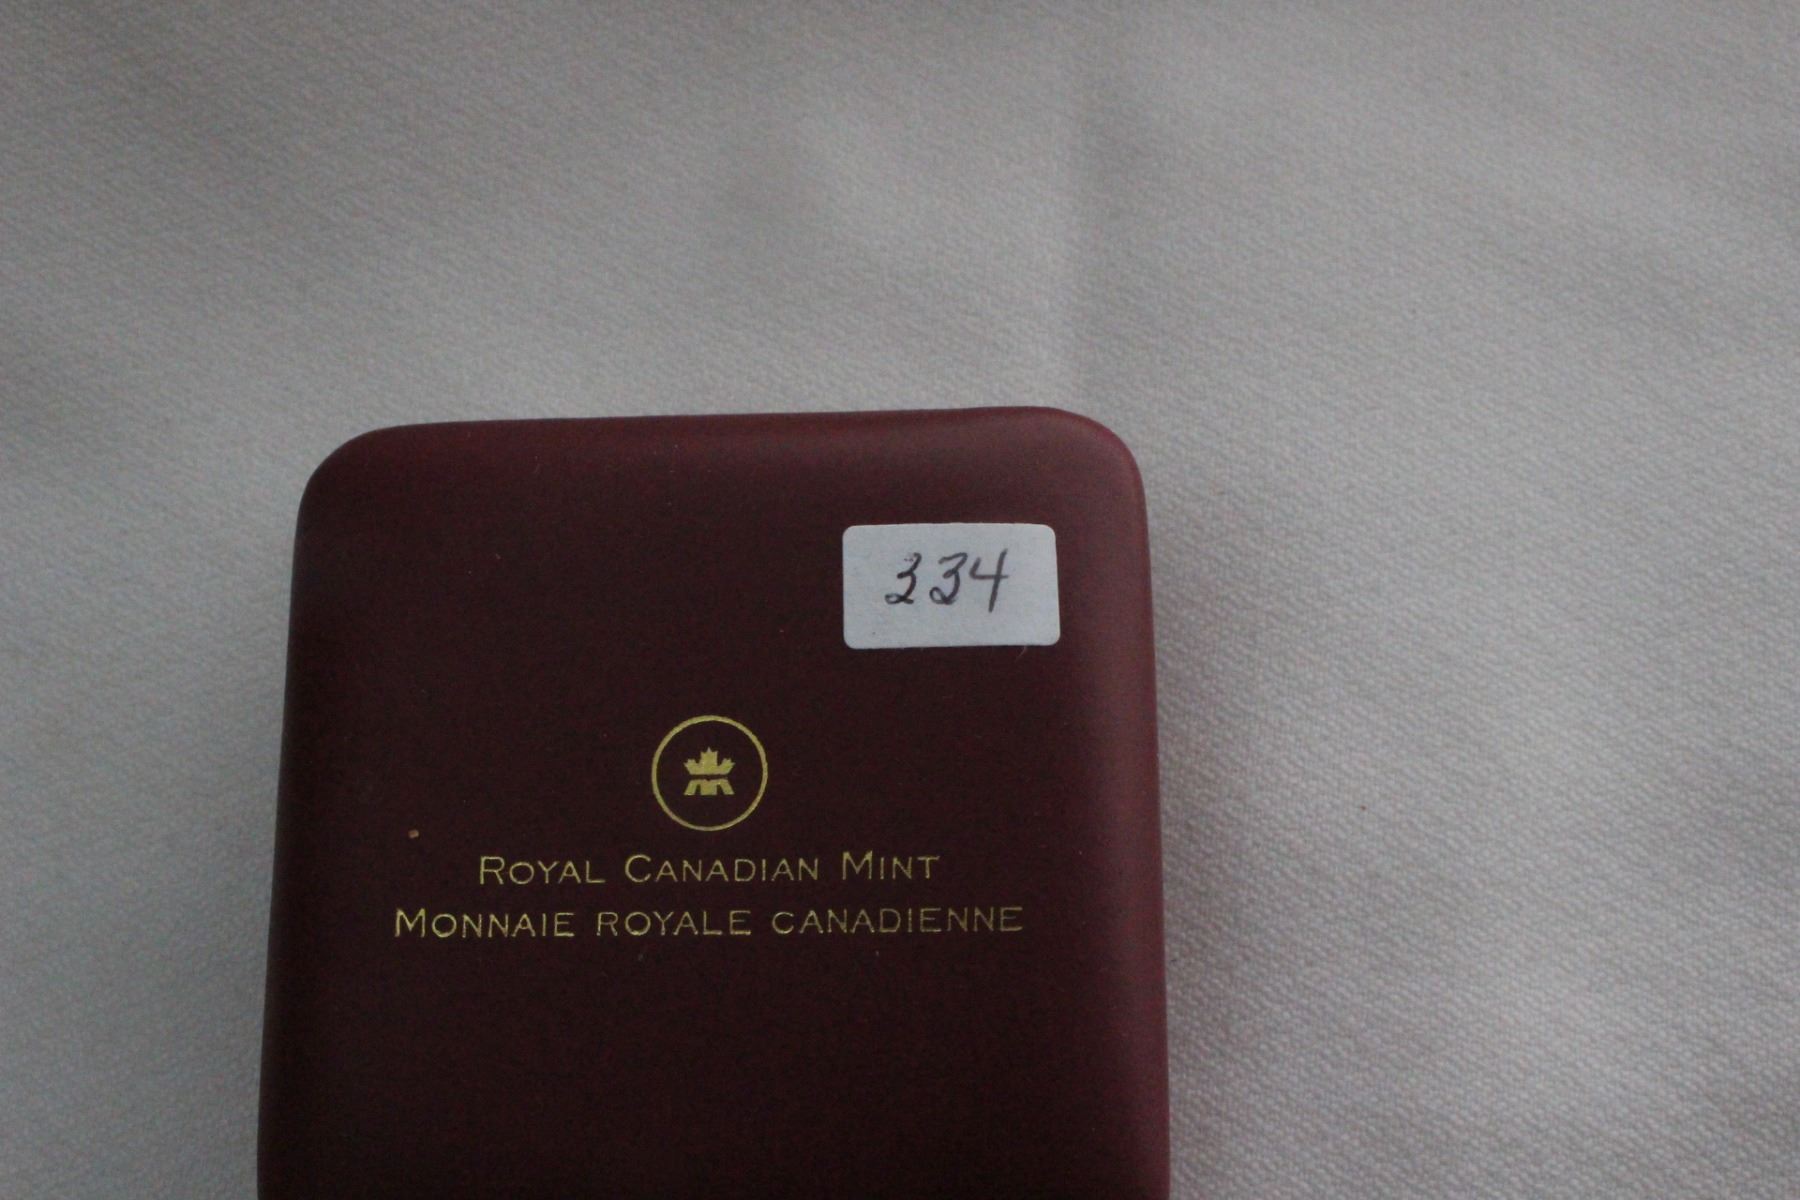 334
ROYAL CANADIAN MINT
MONNAIE ROYALE CANADIENNE